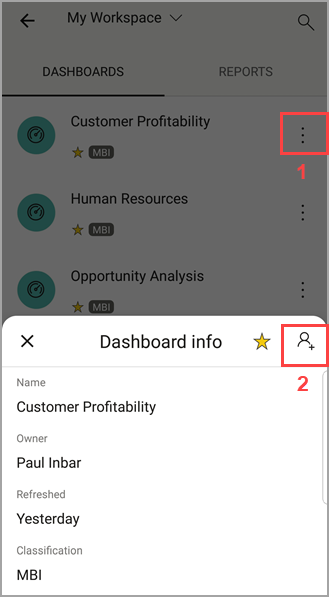 My Workspace
DASHBOARDS REPORTS
Customer Profitability
MBI
1
Human Resources
MBI
Opportunity Analysis
MBI
Dashboard info
2
Name
Customer Profitability
Owner
Paul Inbar
Refreshed
Yesterday
Classification
MBI